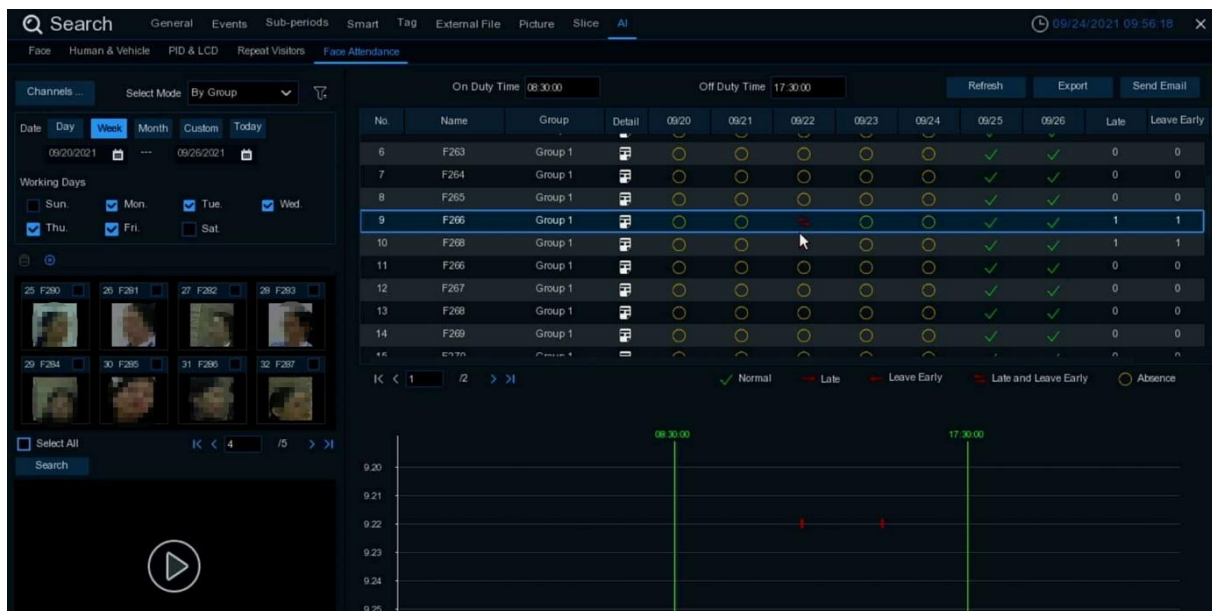 Search General Events Sub-periods Smart Tag External File Picture Slice AI 09/24/2021 09:56:18
Face Human & Vehicle PID & LCD Repeat Visitors Face Attendance
Channels ... Select Mode By Group
On Duty Time 08:30:00 Off Duty Time 17:30:00 Refresh Export Send Email
Date Day Week Month Custom Today
09/20/2021 --- 09/26/2021
Working Days
Sun. Mon. Tue. Wed.
Thu. Fri. Sat.
No. Name Group Detail 09/20 09/21 09/22 09/23 09/24 09/25 09/26 Late Leave Early
6 F263 Group 1 0 0
7 F264 Group 1 0 0
8 F265 Group 1 0 0
9 F266 Group 1 1 1
10 F268 Group 1 1 1
11 F266 Group 1 0 0
12 F267 Group 1 0 0
13 F268 Group 1 0 0
14 F269 Group 1 0 0
15 F270 Group 1 0 0
25 F280 26 F281 27 F282 28 F283
29 F284 30 F285 31 F286 32 F287
Select All 4 /5
Search
1 /2 Normal Late Leave Early Late and Leave Early Absence
08:30:00 17:30:00
9.20
9.21
9.22
9.23
9.24
9.25